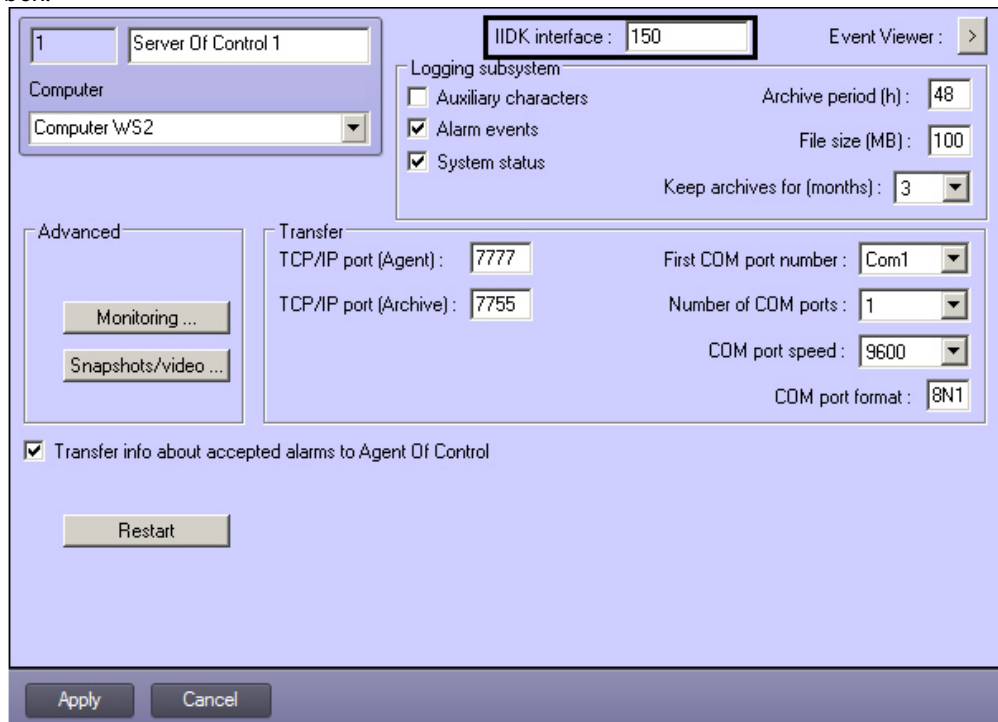 box.
1 Server Of Control 1
IIDK interface : 150
Event Viewer : >
Computer
Computer WS2
Logging subsystem
Auxiliary characters
Alarm events
System status
Archive period (h) : 48
File size (MB) : 100
Keep archives for (months) : 3
Advanced
Monitoring ...
Snapshots/video ...
Transfer
TCP/IP port (Agent) : 7777
TCP/IP port (Archive) : 7755
First COM port number : Com1
Number of COM ports : 1
COM port speed : 9600
COM port format : 8N1
Transfer info about accepted alarms to Agent Of Control
Restart
Apply Cancel